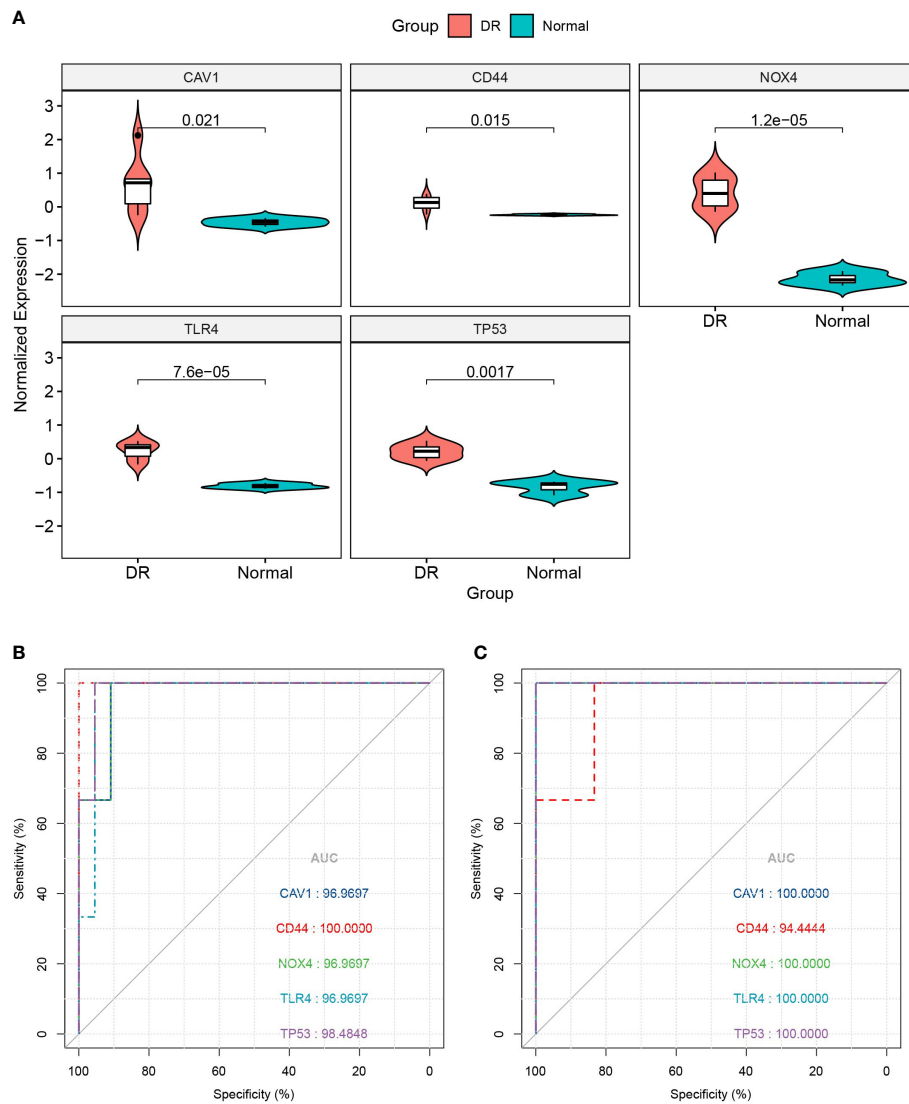 A
Group DR Normal
CAV1 CD44 NOX4
0.021 0.015 1.2e−05
3
2
1
0
−1
−2
DR Normal
TLR4 TP53
7.6e−05 0.0017
3
2
1
0
−1
−2
DR Normal DR Normal
Normalized Expression
Group
B
100
80
60
40
20
0
Sensitivity (%)
AUC
CAV1 : 96.9697
CD44 : 100.0000
NOX4 : 96.9697
TLR4 : 96.9697
TP53 : 98.4848
100 80 60 40 20 0
Specificity (%)
C
100
80
60
40
20
0
Sensitivity (%)
AUC
CAV1 : 100.0000
CD44 : 94.4444
NOX4 : 100.0000
TLR4 : 100.0000
TP53 : 100.0000
100 80 60 40 20 0
Specificity (%)